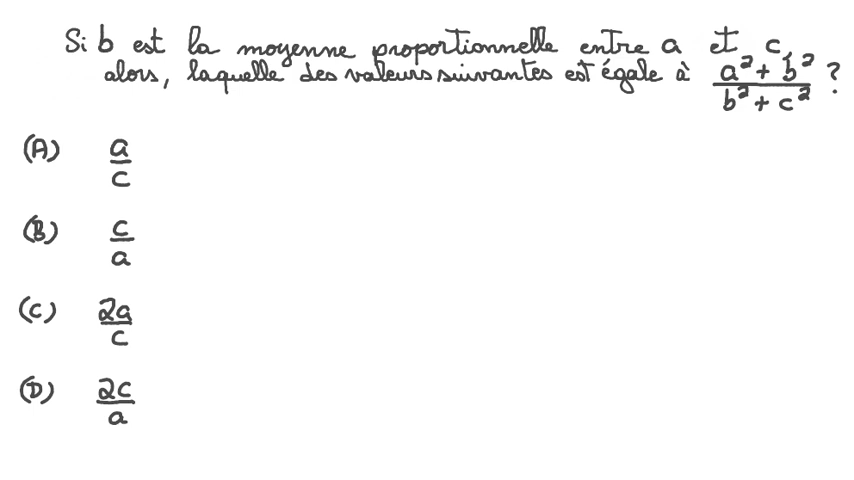 Si b est la moyenne proportionnelle entre a et c,
alors, laquelle des valeurs suivantes est égale à (a² + b²)/(b² + c²) ?
(A) a/c
(B) c/a
(C) 2a/c
(D) 2c/a